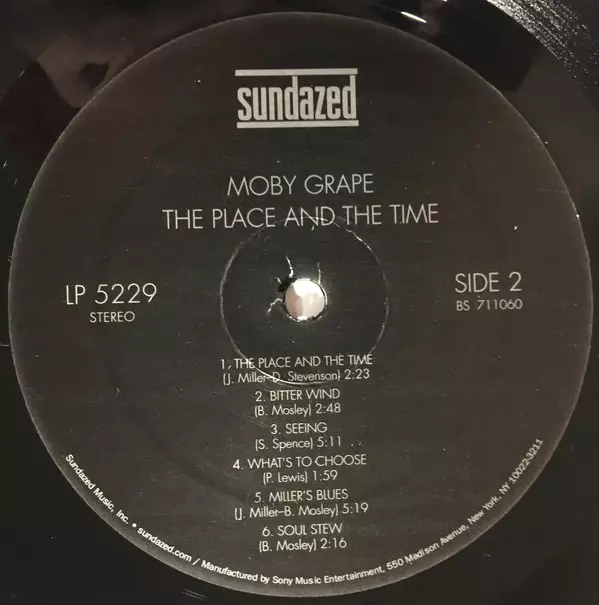 sundazed
MOBY GRAPE
THE PLACE AND THE TIME
LP 5229
STEREO
SIDE 2
BS 711060
1. THE PLACE AND THE TIME
(J. Miller–D. Stevenson) 2:23
2. BITTER WIND
(B. Mosley) 2:48
3. SEEING
(S. Spence) 5:11
4. WHAT'S TO CHOOSE
(P. Lewis) 1:59
5. MILLER'S BLUES
(J. Miller–B. Mosley) 5:19
6. SOUL STEW
(B. Mosley) 2:16
Sundazed Music, Inc. • sundazed.com / Manufactured by Sony Music Entertainment, 550 Madison Avenue, New York, NY 10022-3211